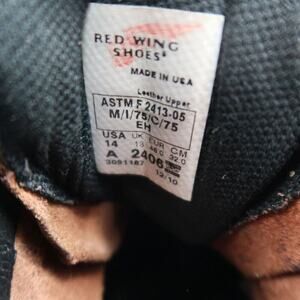 RED WING
SHOES®
MADE IN USA
Leather Upper
ASTM F 2413-05
M/I/75/C/75
EH
USA UK EUR CM
14 13 32.0
A 2406
3091187 12/10